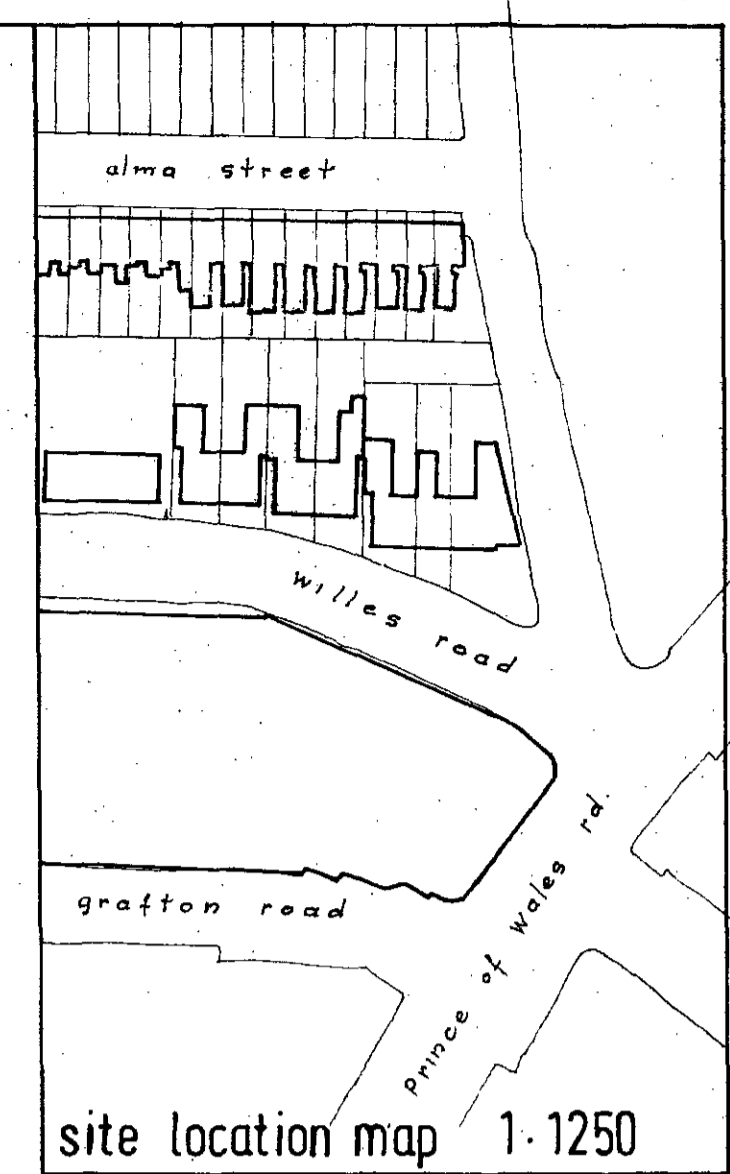 alma street
willes road
grafton road
Prince of Wales rd.
site location map 1.1250